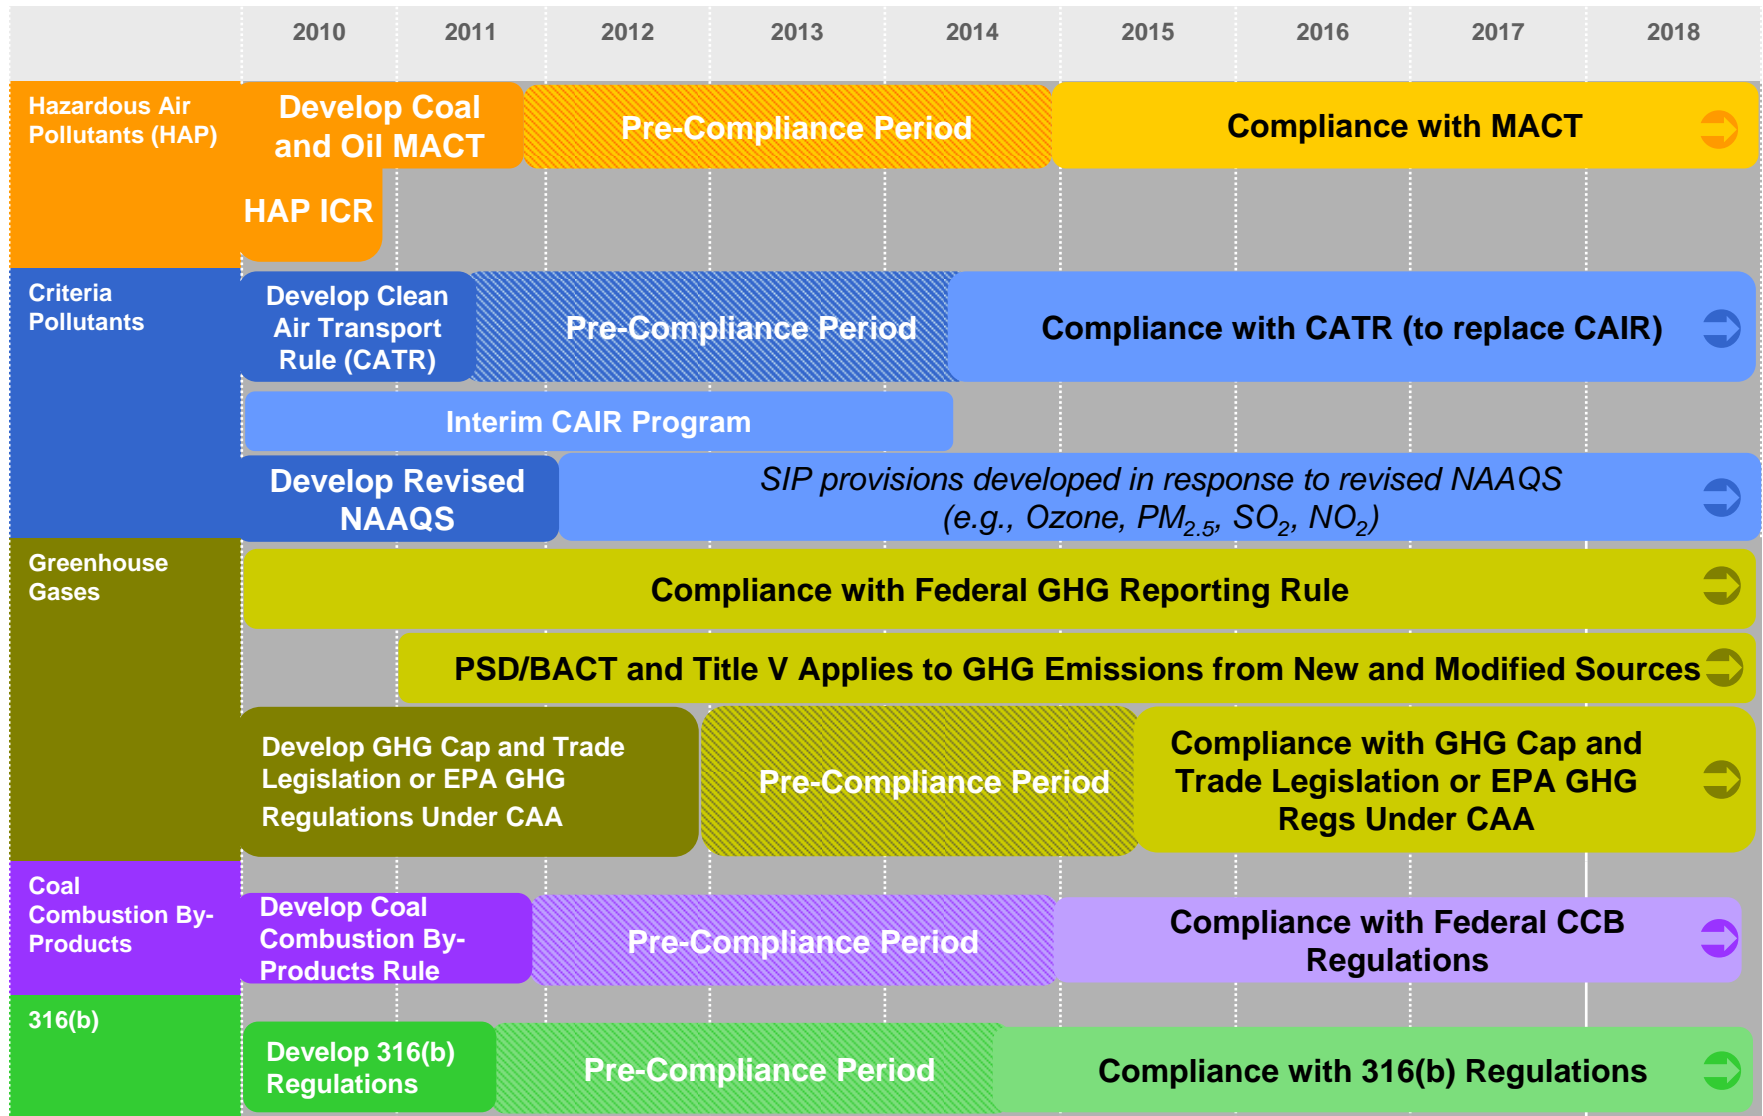 2010 2011 2012 2013 2014 2015 2016 2017 2018
Hazardous Air
Pollutants (HAP)
Develop Coal
and Oil MACT
Pre-Compliance Period
Compliance with MACT
HAP ICR
Criteria
Pollutants
Develop Clean
Air Transport
Rule (CATR)
Pre-Compliance Period
Compliance with CATR (to replace CAIR)
Interim CAIR Program
Develop Revised
NAAQS
SIP provisions developed in response to revised NAAQS
(e.g., Ozone, PM2.5, SO2, NO2)
Greenhouse
Gases
Compliance with Federal GHG Reporting Rule
PSD/BACT and Title V Applies to GHG Emissions from New and Modified Sources
Develop GHG Cap and Trade
Legislation or EPA GHG
Regulations Under CAA
Pre-Compliance Period
Compliance with GHG Cap and
Trade Legislation or EPA GHG
Regs Under CAA
Coal
Combustion By-
Products
Develop Coal
Combustion By-
Products Rule
Pre-Compliance Period
Compliance with Federal CCB
Regulations
316(b)
Develop 316(b)
Regulations
Pre-Compliance Period
Compliance with 316(b) Regulations